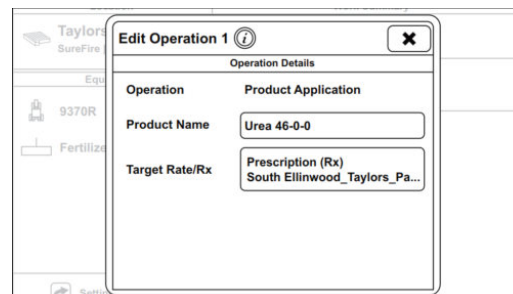 Taylors
SureFire
Equ
9370R
Fertilize
Edit Operation 1
Operation Details
Operation
Product Application
Product Name
Urea 46-0-0
Target Rate/Rx
Prescription (Rx)
South Ellinwood_Taylors_Pa...